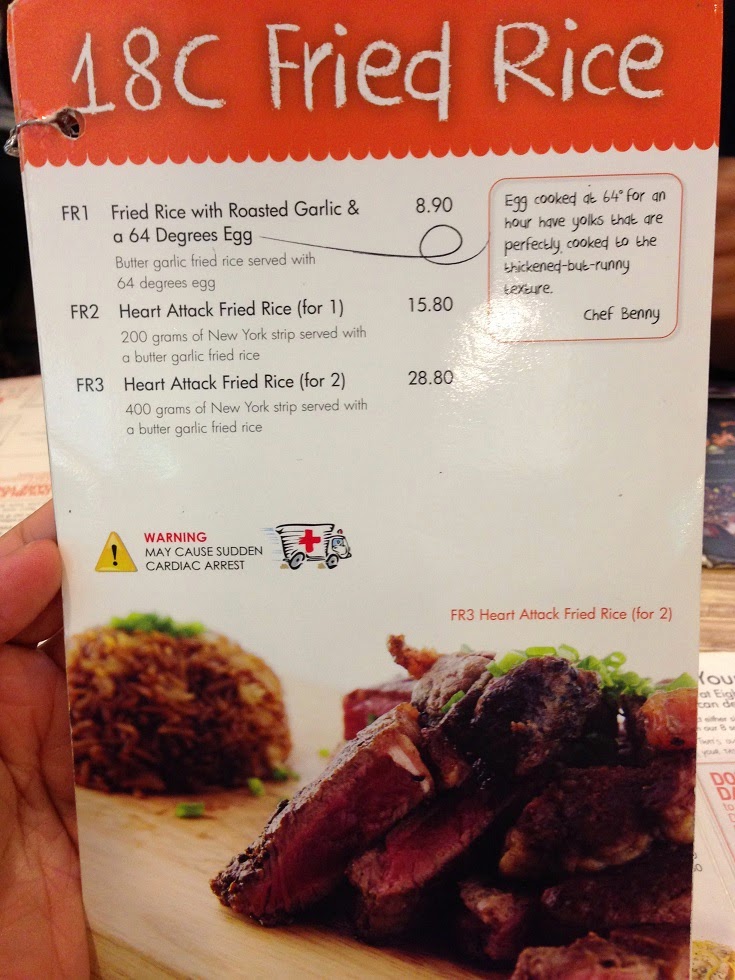 18C Fried Rice
FR1 Fried Rice with Roasted Garlic & 8.90
a 64 Degrees Egg
Butter garlic fried rice served with
64 degrees egg
Egg cooked at 64° for an
hour have yolks that are
perfectly cooked to the
thickened-but-runny
texture.
Chef Benny
FR2 Heart Attack Fried Rice (for 1) 15.80
200 grams of New York strip served with
a butter garlic fried rice
FR3 Heart Attack Fried Rice (for 2) 28.80
400 grams of New York strip served with
a butter garlic fried rice
WARNING
MAY CAUSE SUDDEN
CARDIAC ARREST
FR3 Heart Attack Fried Rice (for 2)